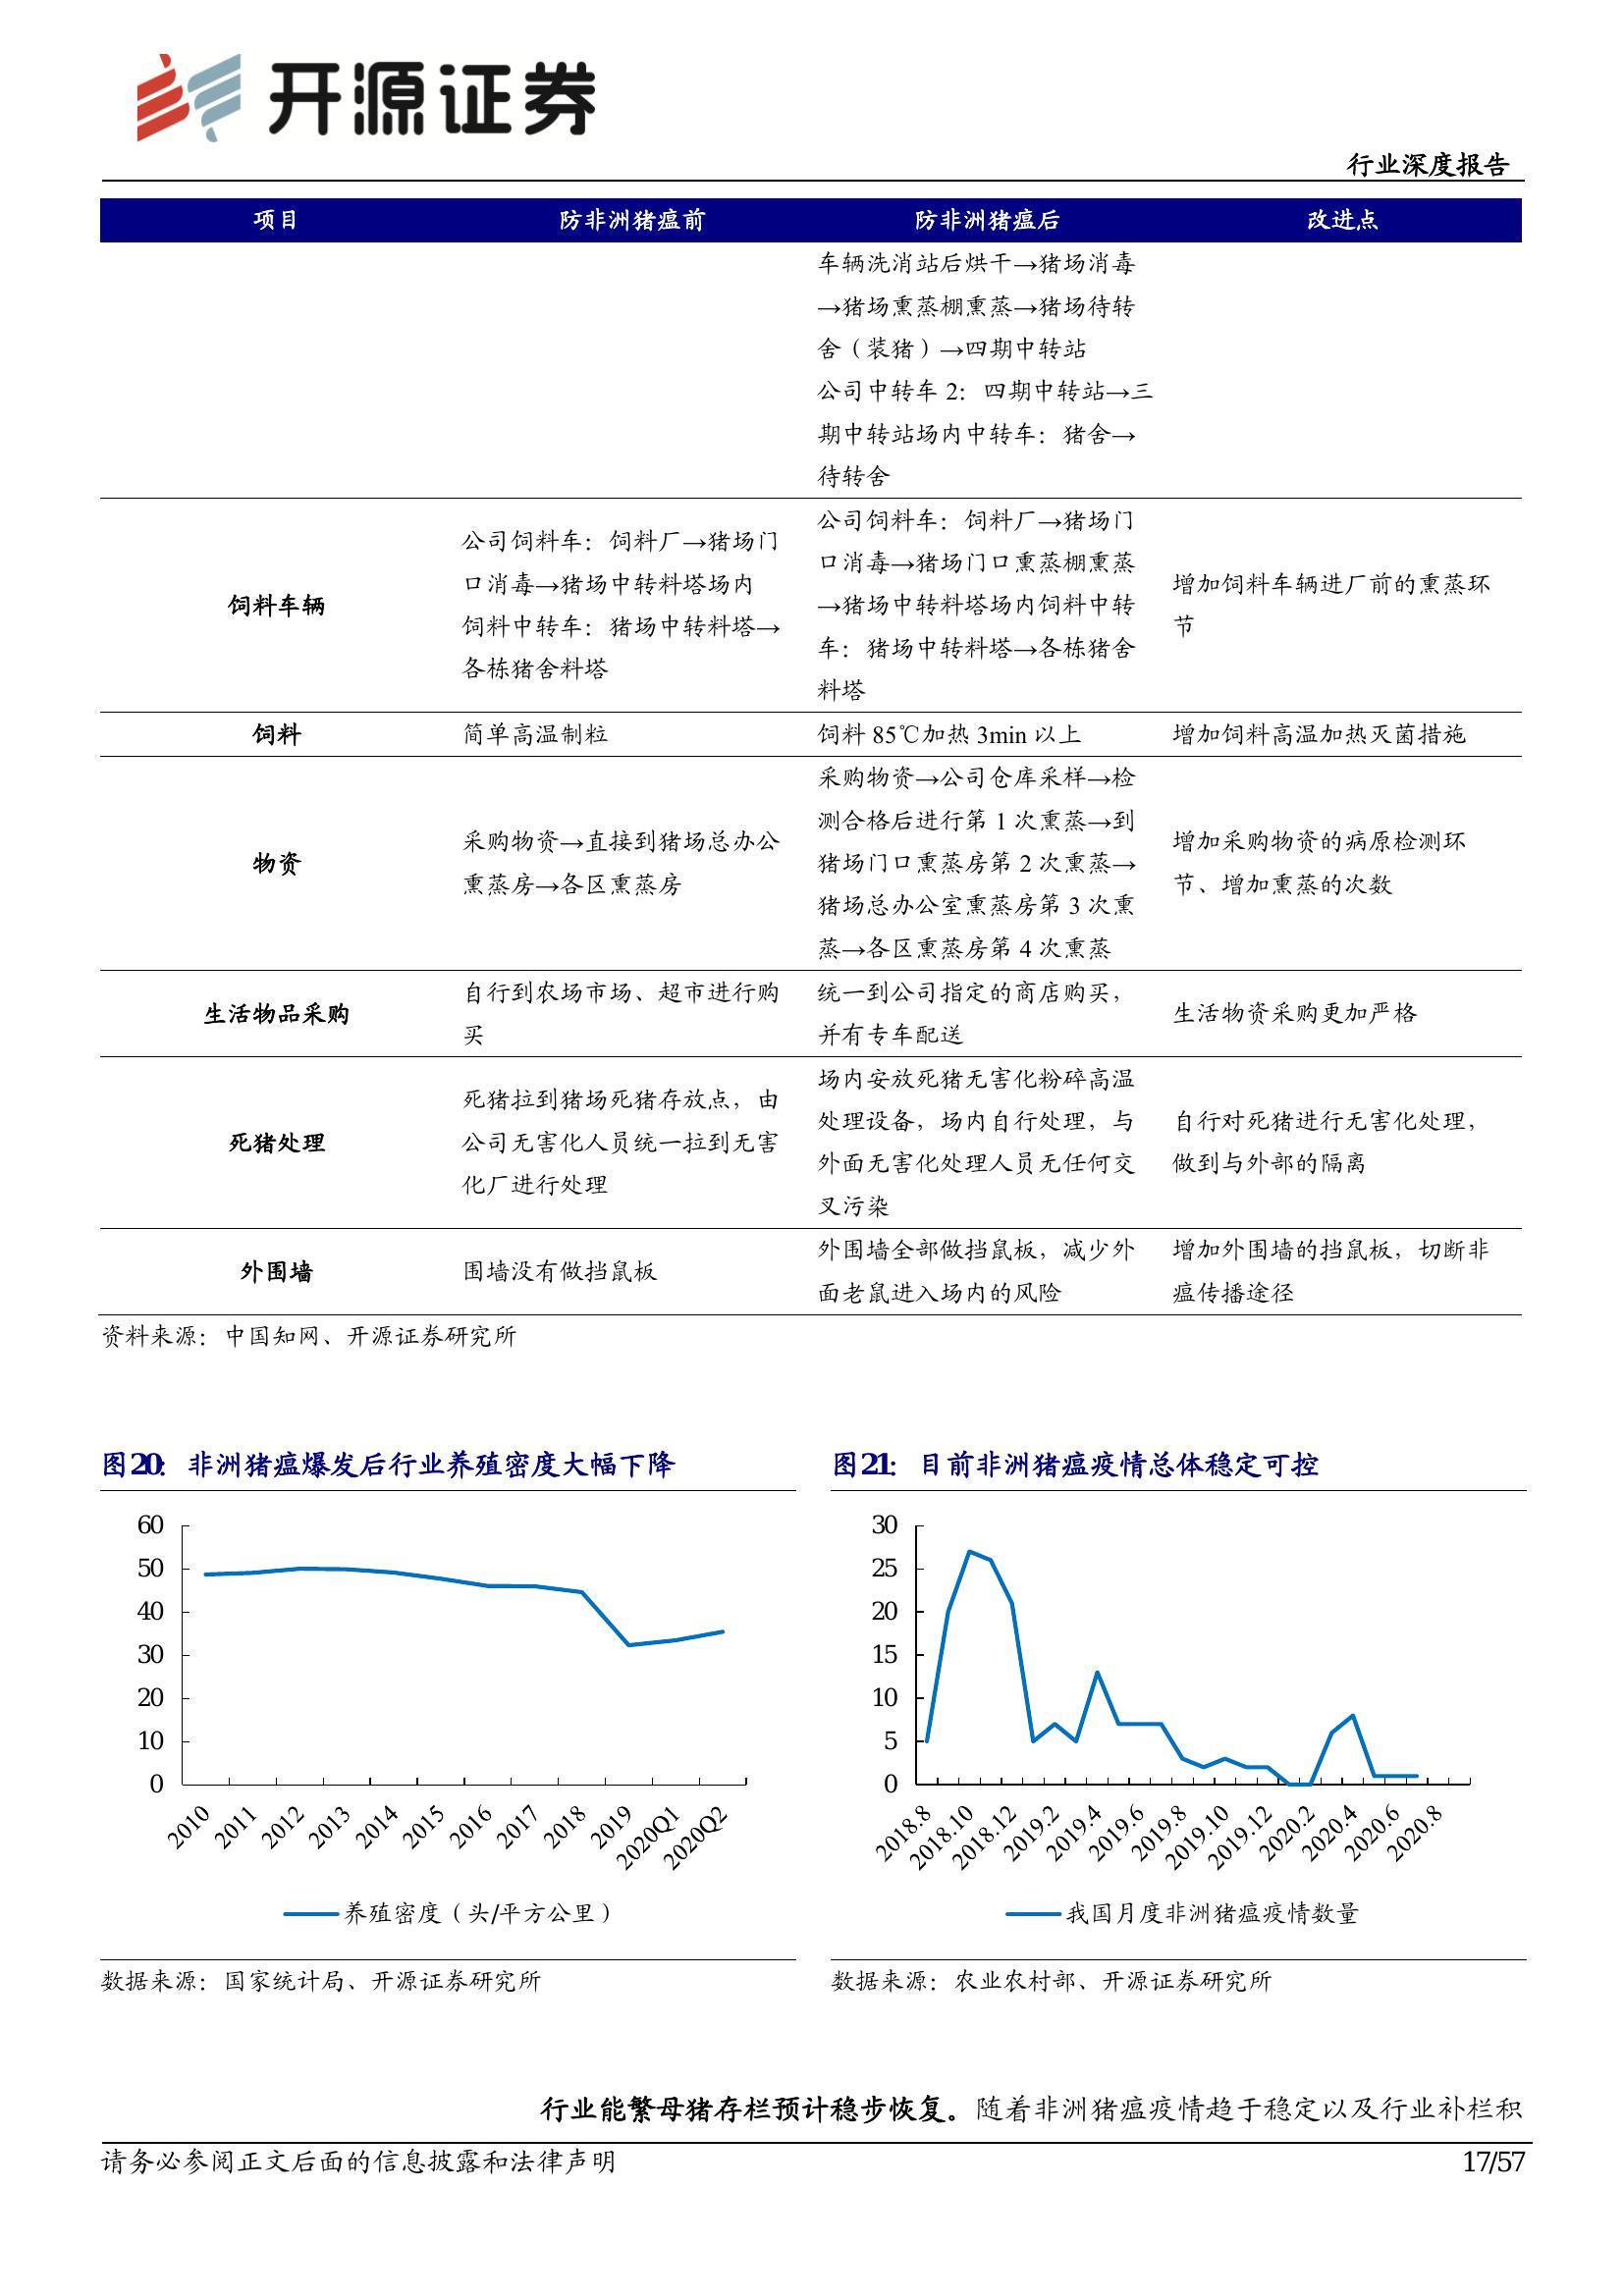 开源证券
行业深度报告
项目 防非洲猪瘟前 防非洲猪瘟后 改进点
车辆洗消站后烘干→猪场消毒
→猪场熏蒸棚熏蒸→猪场待转
舍（装猪）→四期中转站
公司中转车 2：四期中转站→三
期中转站场内中转车：猪舍→
待转舍
饲料车辆
公司饲料车：饲料厂→猪场门
口消毒→猪场中转料塔场内
饲料中转车：猪场中转料塔→
各栋猪舍料塔
公司饲料车：饲料厂→猪场门
口消毒→猪场门口熏蒸棚熏蒸
→猪场中转料塔场内饲料中转
车：猪场中转料塔→各栋猪舍
料塔
增加饲料车辆进厂前的熏蒸环
节
饲料 简单高温制粒 饲料 85℃加热 3min 以上 增加饲料高温加热灭菌措施
物资
采购物资→直接到猪场总办公
熏蒸房→各区熏蒸房
采购物资→公司仓库采样→检
测合格后进行第 1 次熏蒸→到
猪场门口熏蒸房第 2 次熏蒸→
猪场总办公室熏蒸房第 3 次熏
蒸→各区熏蒸房第 4 次熏蒸
增加采购物资的病原检测环
节、增加熏蒸的次数
生活物品采购
自行到农场市场、超市进行购
买
统一到公司指定的商店购买，
并有专车配送
生活物资采购更加严格
死猪处理
死猪拉到猪场死猪存放点，由
公司无害化人员统一拉到无害
化厂进行处理
场内安放死猪无害化粉碎高温
处理设备，场内自行处理，与
外面无害化处理人员无任何交
叉污染
自行对死猪进行无害化处理，
做到与外部的隔离
外围墙
围墙没有做挡鼠板
外围墙全部做挡鼠板，减少外
面老鼠进入场内的风险
增加外围墙的挡鼠板，切断非
瘟传播途径
资料来源：中国知网、开源证券研究所
图20：非洲猪瘟爆发后行业养殖密度大幅下降
60
50
40
30
20
10
0
2010 2011 2012 2013 2014 2015 2016 2017 2018 2019 2020Q1 2020Q2
养殖密度（头/平方公里）
数据来源：国家统计局、开源证券研究所
图21：目前非洲猪瘟疫情总体稳定可控
30
25
20
15
10
5
0
2018.8 2018.10 2018.12 2019.2 2019.4 2019.6 2019.8 2019.10 2019.12 2020.2 2020.4 2020.6 2020.8
我国月度非洲猪瘟疫情数量
数据来源：农业农村部、开源证券研究所
行业能繁母猪存栏预计稳步恢复。随着非洲猪瘟疫情趋于稳定以及行业补栏积
请务必参阅正文后面的信息披露和法律声明 17/57